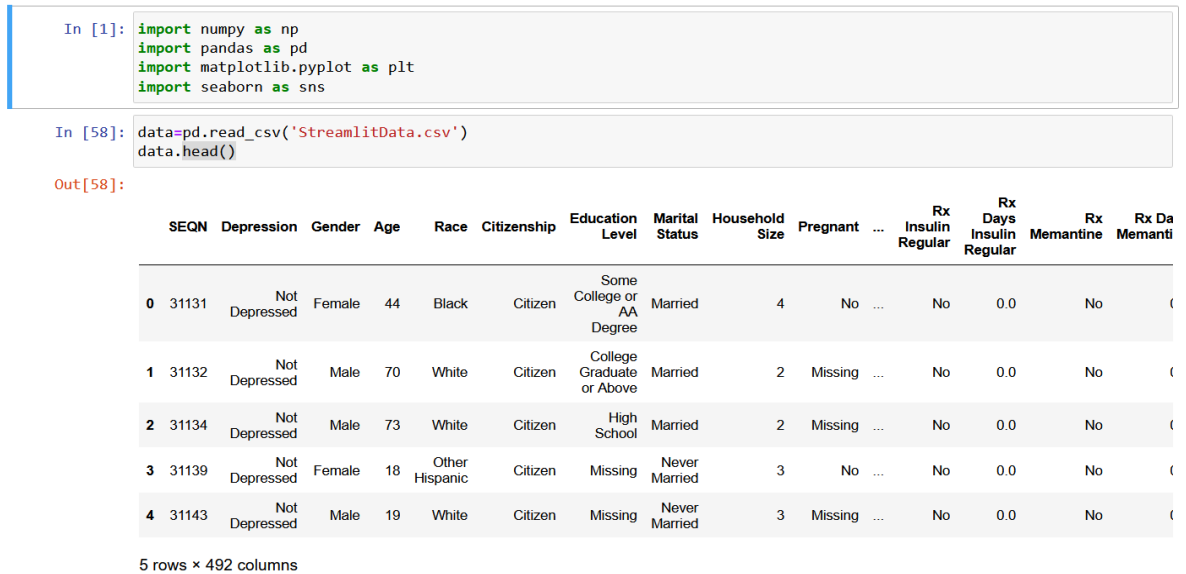 In [1]: import numpy as np
import pandas as pd
import matplotlib.pyplot as plt
import seaborn as sns
In [58]: data=pd.read_csv('StreamlitData.csv')
data.head()
Out[58]:
SEQN Depression Gender Age Race Citizenship Education Level Marital Status Household Size Pregnant ... Rx Insulin Regular Rx Days Insulin Regular Rx Memantine Rx Da Memanti
0 31131 Not Depressed Female 44 Black Citizen Some College or AA Degree Married 4 No ... No 0.0 No
1 31132 Not Depressed Male 70 White Citizen College Graduate or Above Married 2 Missing ... No 0.0 No
2 31134 Not Depressed Male 73 White Citizen High School Married 2 Missing ... No 0.0 No
3 31139 Not Depressed Female 18 Other Hispanic Citizen Missing Never Married 3 No ... No 0.0 No
4 31143 Not Depressed Male 19 White Citizen Missing Never Married 3 Missing ... No 0.0 No
5 rows × 492 columns